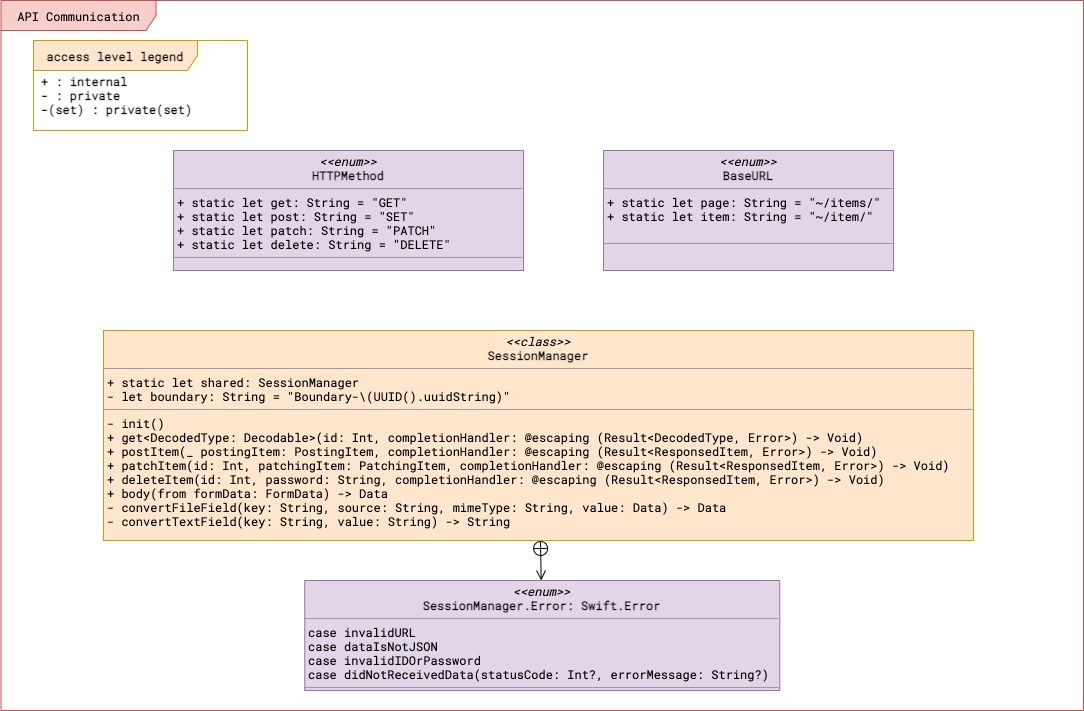 API Communication
access level legend
+ : internal
- : private
-(set) : private(set)
<<enum>>
HTTPMethod
+ static let get: String = "GET"
+ static let post: String = "SET"
+ static let patch: String = "PATCH"
+ static let delete: String = "DELETE"
<<enum>>
BaseURL
+ static let page: String = "~/items/"
+ static let item: String = "~/item/"
<<class>>
SessionManager
+ static let shared: SessionManager
- let boundary: String = "Boundary-\(UUID().uuidString)"
- init()
+ get<DecodedType: Decodable>(id: Int, completionHandler: @escaping (Result<DecodedType, Error>) -> Void)
+ postItem(_ postingItem: PostingItem, completionHandler: @escaping (Result<ResponsedItem, Error>) -> Void)
+ patchItem(id: Int, patchingItem: PatchingItem, completionHandler: @escaping (Result<ResponsedItem, Error>) -> Void)
+ deleteItem(id: Int, password: String, completionHandler: @escaping (Result<ResponsedItem, Error>) -> Void)
+ body(from formData: FormData) -> Data
- convertFileField(key: String, source: String, mimeType: String, value: Data) -> Data
- convertTextField(key: String, value: String) -> String
<<enum>>
SessionManager.Error: Swift.Error
case invalidURL
case dataIsNotJSON
case invalidIDOrPassword
case didNotReceivedData(statusCode: Int?, errorMessage: String?)